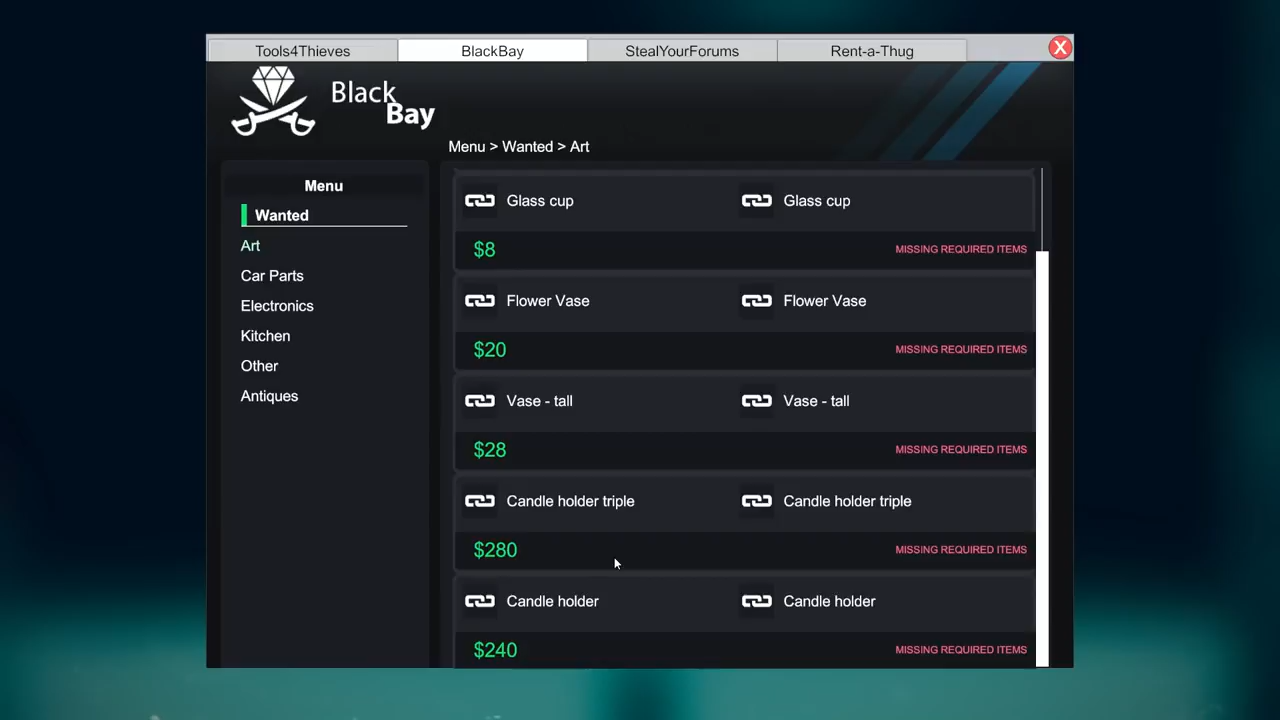 Tools4Thieves
BlackBay
StealYourForums
Rent-a-Thug
X
Black
Bay
Menu > Wanted > Art
Menu
Wanted
Art
Car Parts
Electronics
Kitchen
Other
Antiques
Glass cup Glass cup
$8 MISSING REQUIRED ITEMS
Flower Vase Flower Vase
$20 MISSING REQUIRED ITEMS
Vase - tall Vase - tall
$28 MISSING REQUIRED ITEMS
Candle holder triple Candle holder triple
$280 MISSING REQUIRED ITEMS
Candle holder Candle holder
$240 MISSING REQUIRED ITEMS